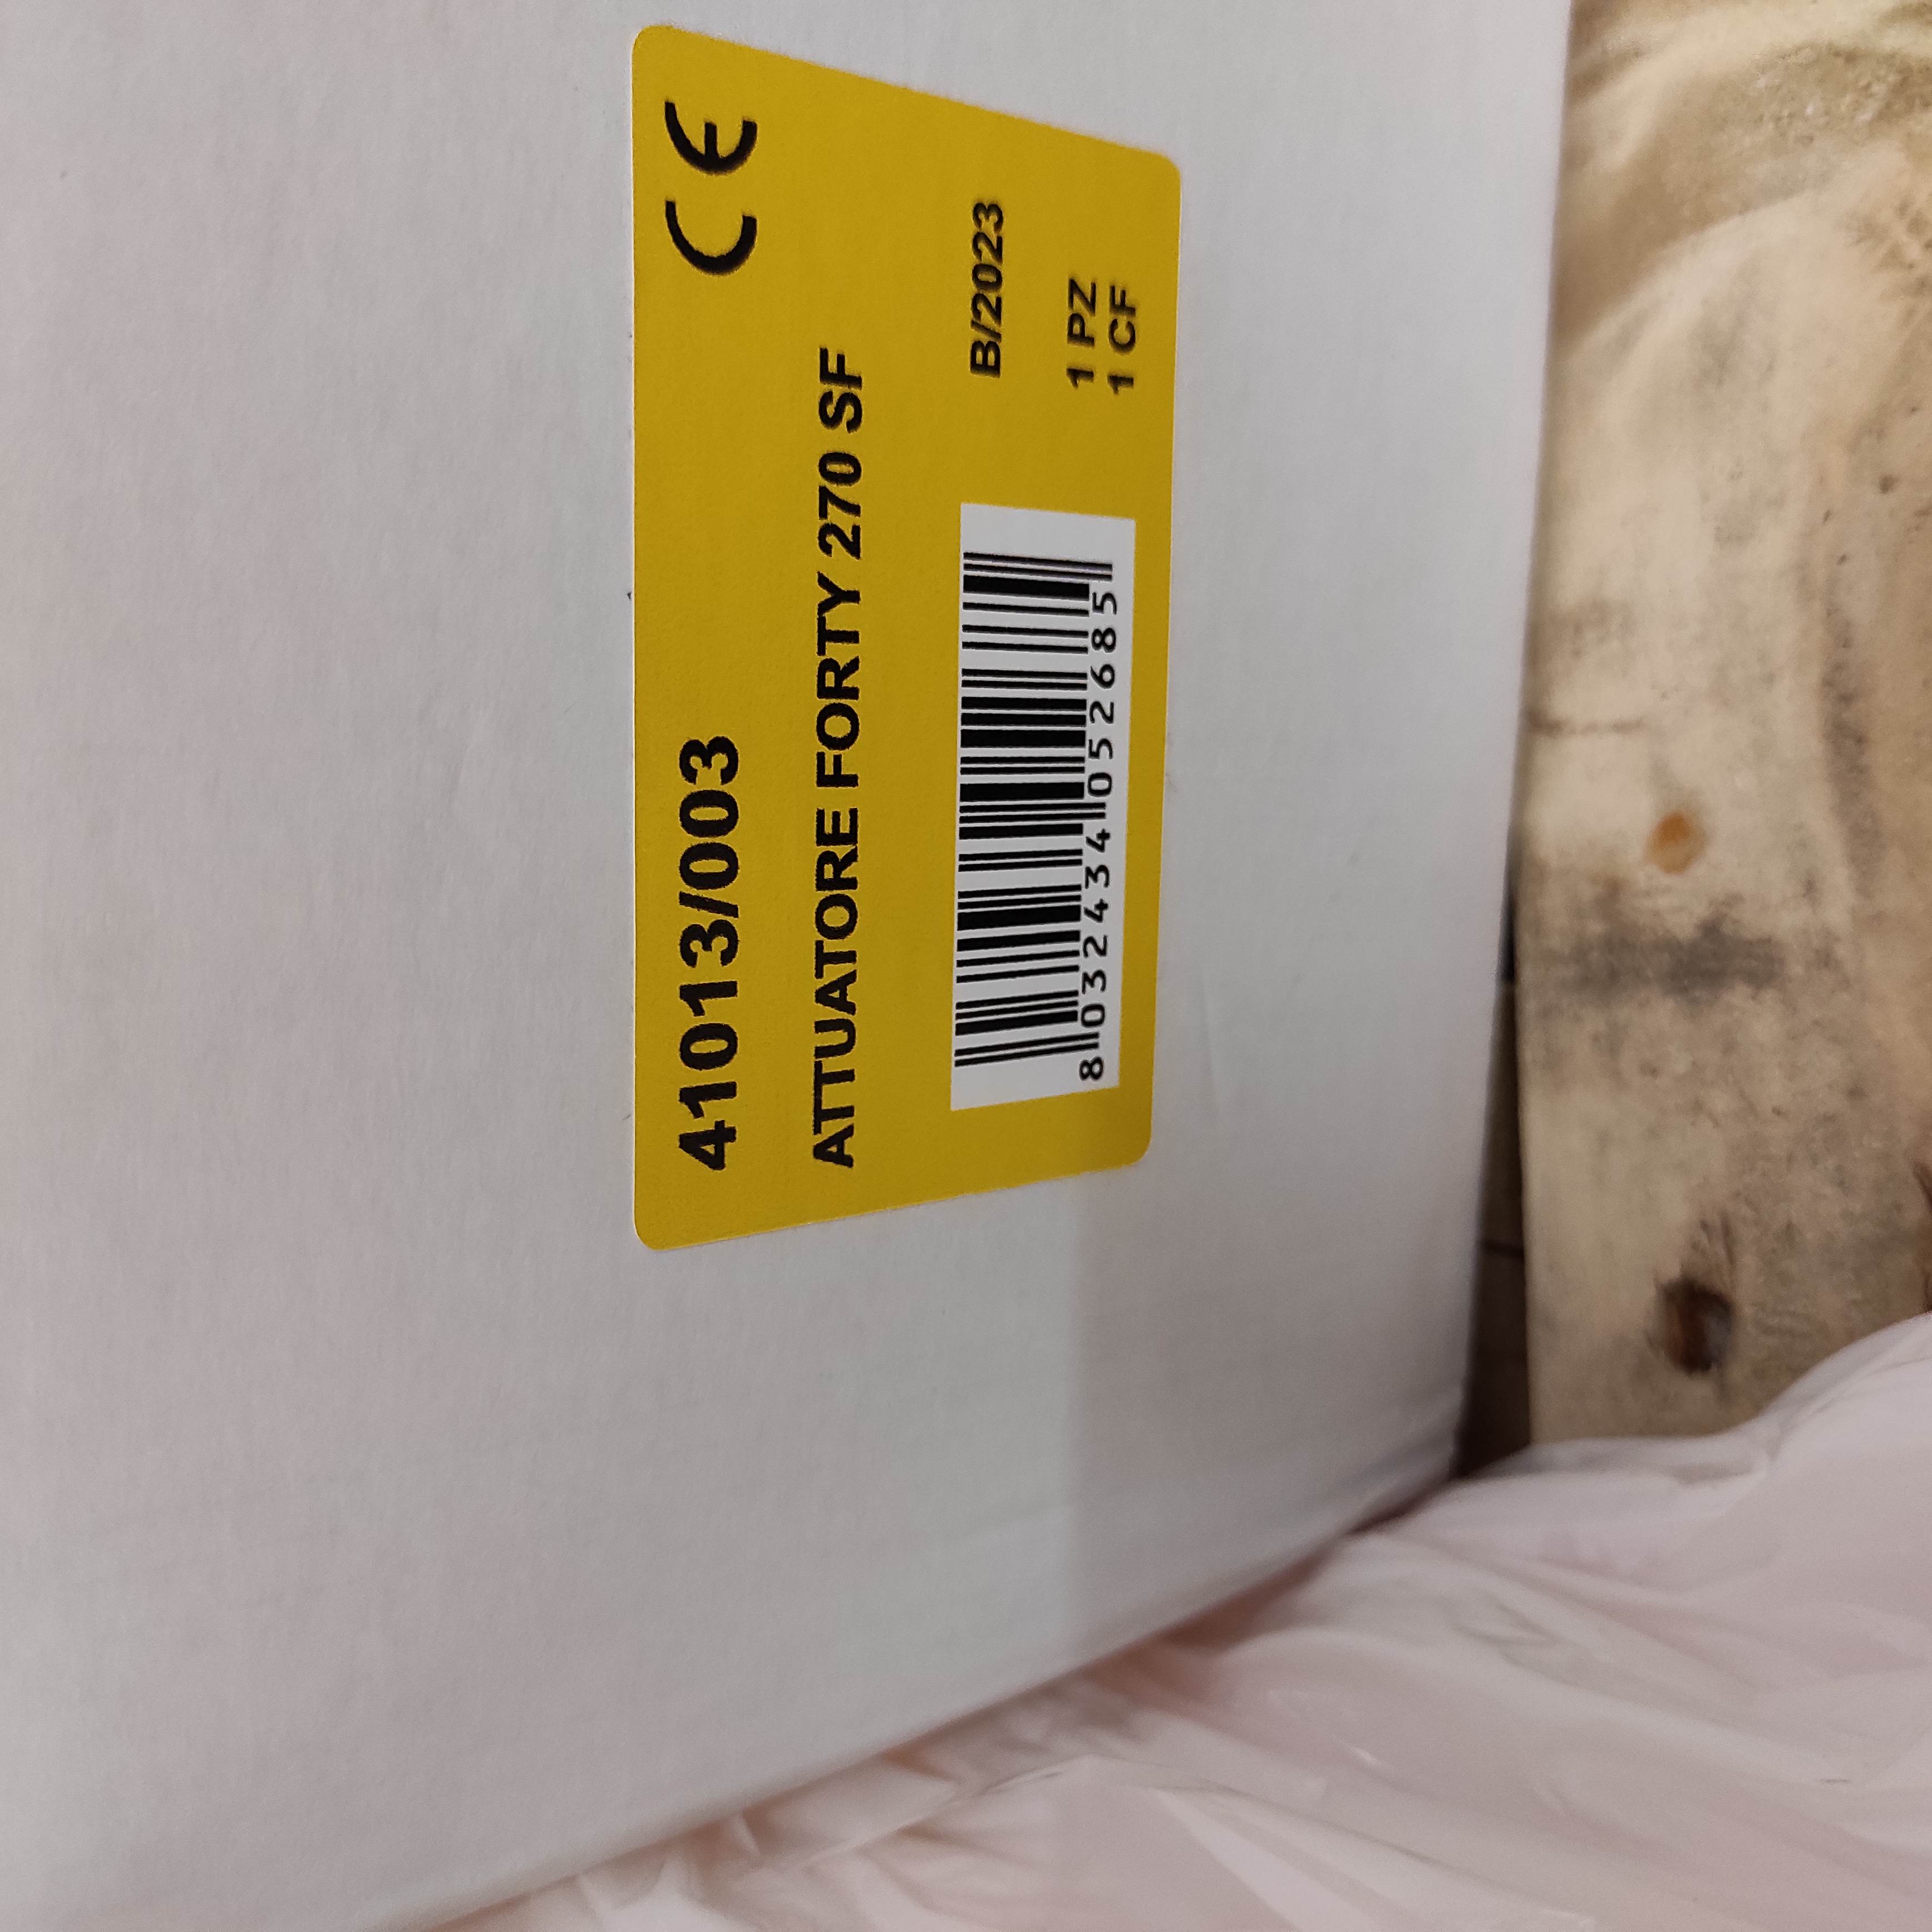 41013/003 CE
ATTUATORE FORTY 270 SF
B/2023
1 PZ
1 CF
8032434052685